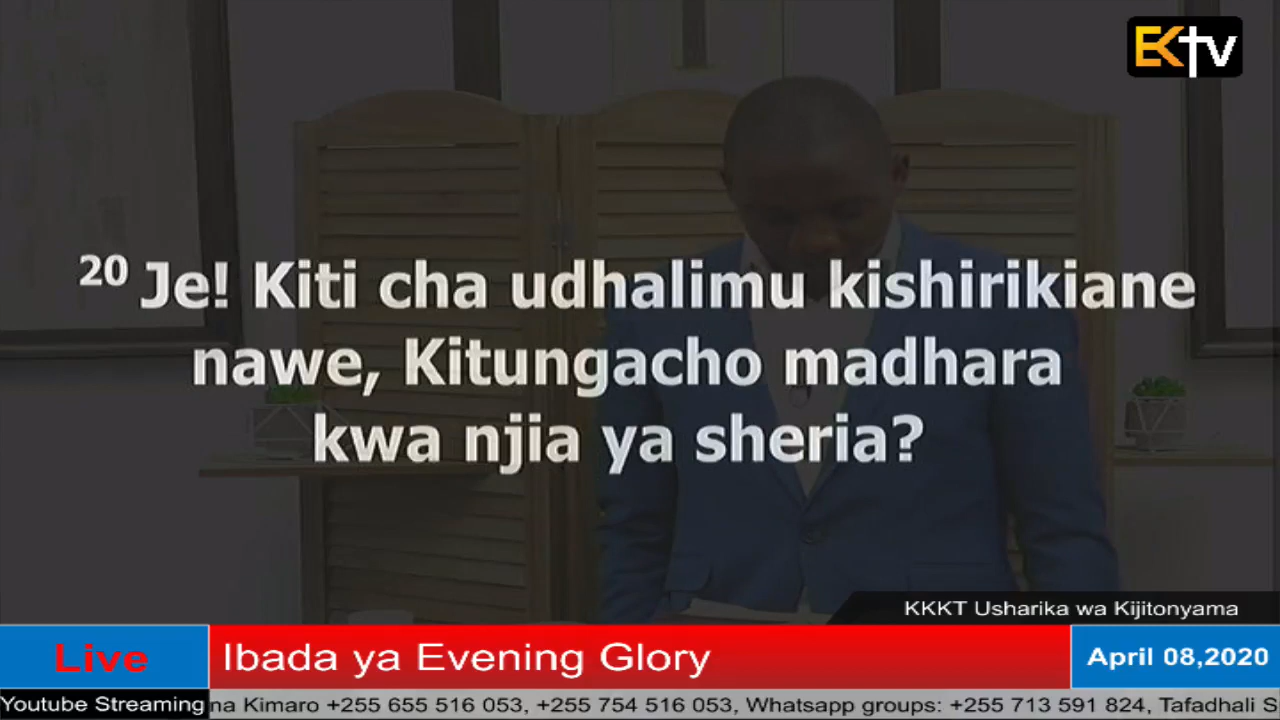 EKtv
20 Je! Kiti cha udhalimu kishirikiane
nawe, Kitungacho madhara
kwa njia ya sheria?
KKKT Usharika wa Kijitonyama
Live
Ibada ya Evening Glory
April 08,2020
Youtube Streaming
na Kimaro +255 655 516 053, +255 754 516 053, Whatsapp groups: +255 713 591 824, Tafadhali S